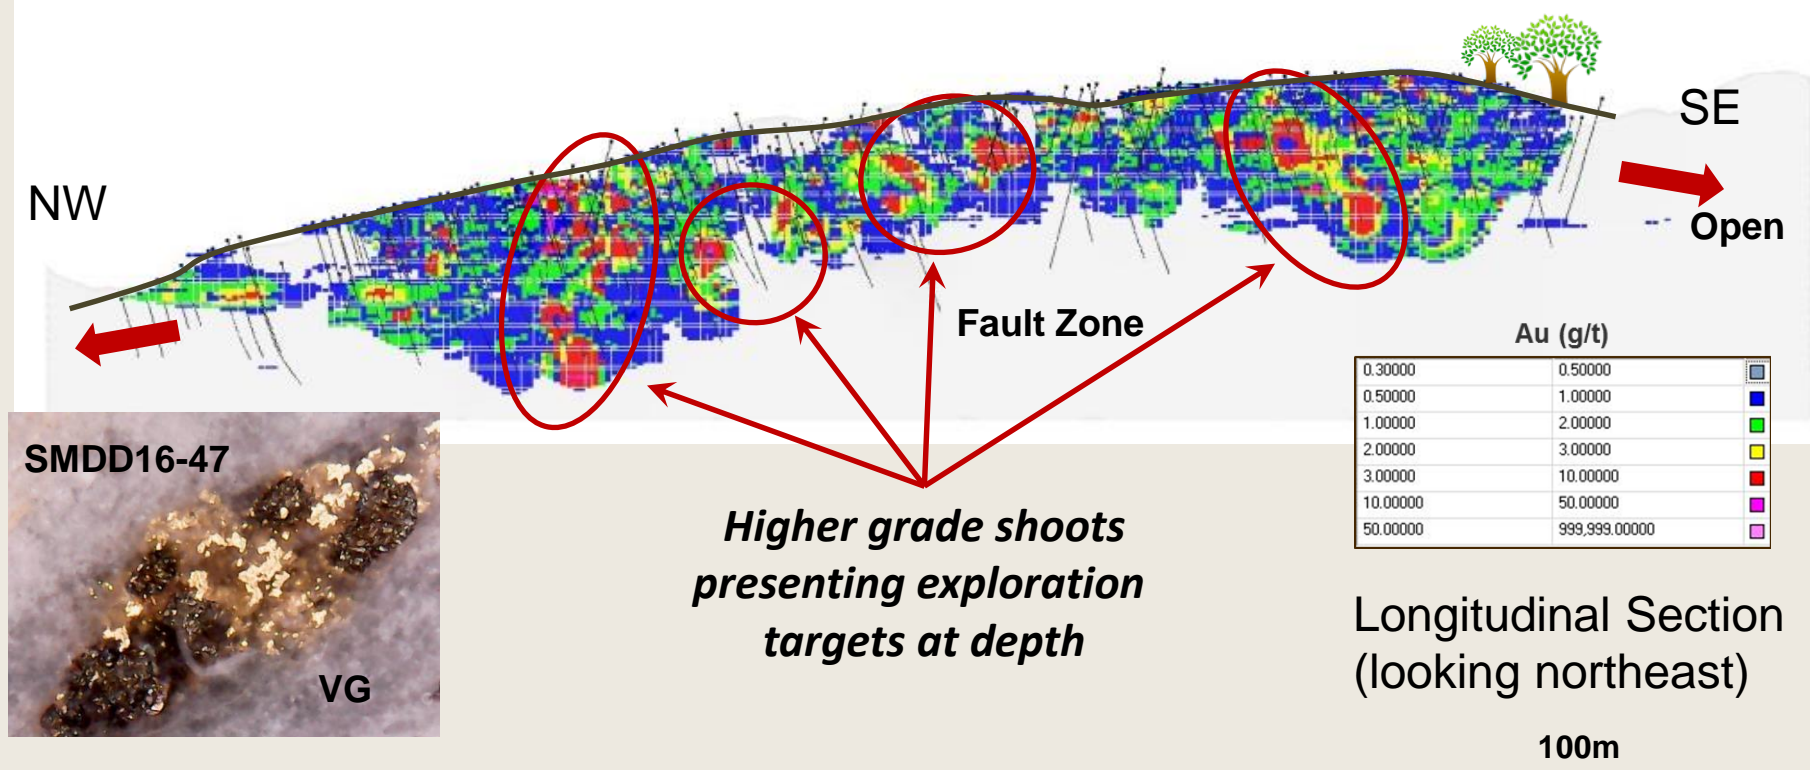 NW
SE
Open
Fault Zone
Au (g/t)
0.30000 0.50000
0.50000 1.00000
1.00000 2.00000
2.00000 3.00000
3.00000 10.00000
10.00000 50.00000
50.00000 999,999.00000
SMDD16-47
VG
Higher grade shoots
presenting exploration
targets at depth
Longitudinal Section
(looking northeast)
100m